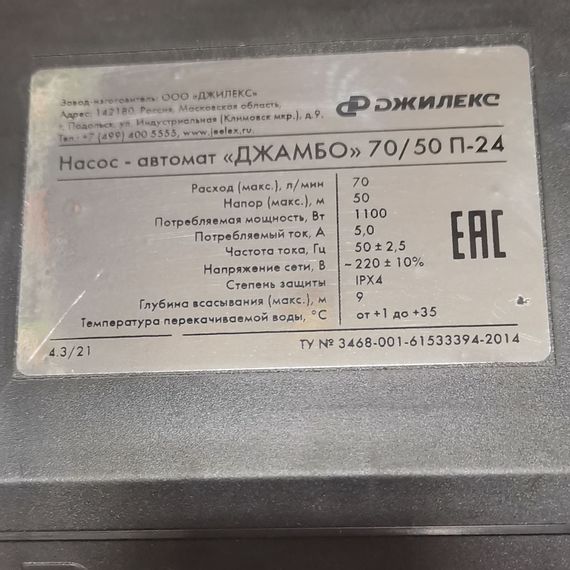 Завод-изготовитель: ООО «ДЖИЛЕКС»
Адрес: 142180, Россия, Московская область,
г. Подольск, ул. Индустриальная (Климовск мкр.), д.9,
Тел.: +7 (499) 400 5555, www.jeelex.ru
ДЖИЛЕКС
Насос - автомат «ДЖАМБО» 70/50 П-24
Расход (макс.), л/мин 70
Напор (макс.), м 50
Потребляемая мощность, Вт 1100
Потребляемый ток, А 5,0
Частота тока, Гц 50 ± 2,5
Напряжение сети, В ~220 ± 10%
Степень защиты IPX4
Глубина всасывания (макс.), м 9
Температура перекачиваемой воды, °С от +1 до +35
ЕАС
4.3/21
ТУ № 3468-001-61533394-2014